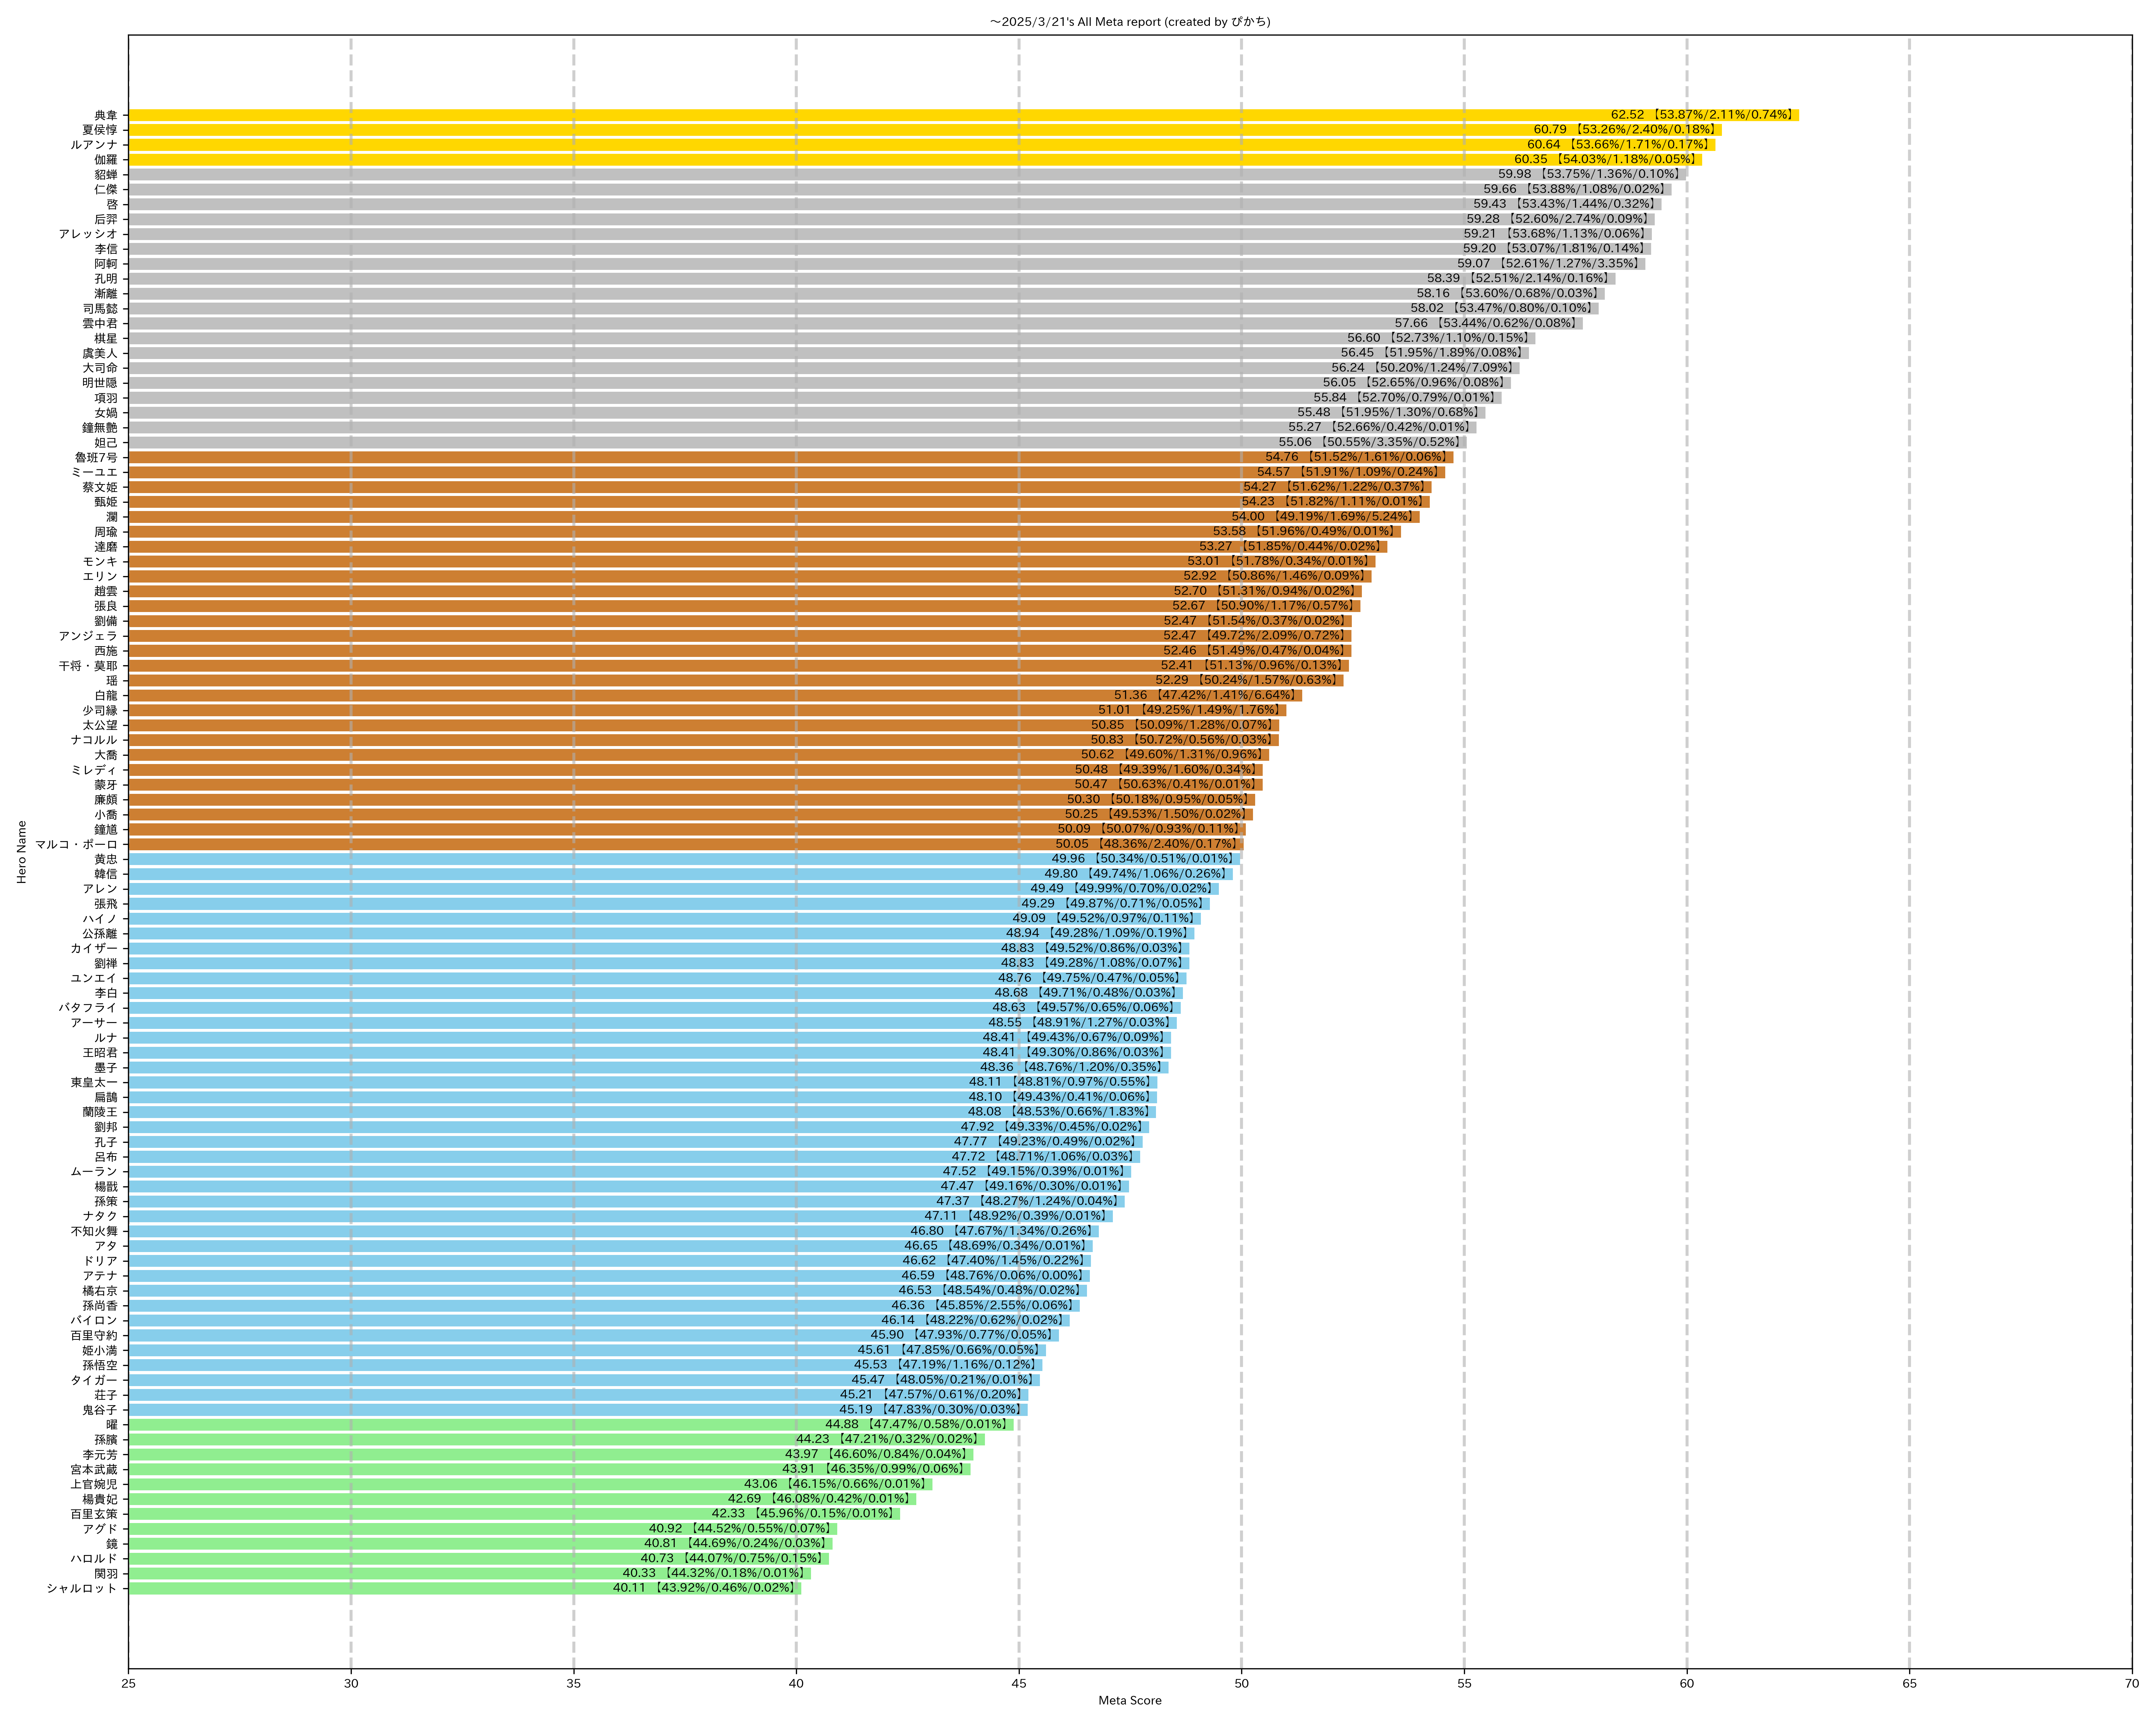 ～2025/3/21's All Meta report (created by ぴかち)
典韋 62.52 【53.87%/2.11%/0.74%】
夏侯惇 60.79 【53.26%/2.40%/0.18%】
ルアンナ 60.64 【53.66%/1.71%/0.17%】
伽羅 60.35 【54.03%/1.18%/0.05%】
貂蝉 59.98 【53.75%/1.36%/0.10%】
仁傑 59.66 【53.88%/1.08%/0.02%】
啓 59.43 【53.43%/1.44%/0.32%】
后羿 59.28 【52.60%/2.74%/0.09%】
アレッシオ 59.21 【53.68%/1.13%/0.06%】
李信 59.20 【53.07%/1.81%/0.14%】
阿軻 59.07 【52.61%/1.27%/3.35%】
孔明 58.39 【52.51%/2.14%/0.16%】
漸離 58.16 【53.60%/0.68%/0.03%】
司馬懿 58.02 【53.47%/0.80%/0.10%】
雲中君 57.66 【53.44%/0.62%/0.08%】
棋星 56.60 【52.73%/1.10%/0.15%】
虞美人 56.45 【51.95%/1.89%/0.08%】
大司命 56.24 【50.20%/1.24%/7.09%】
明世隠 56.05 【52.65%/0.96%/0.08%】
項羽 55.84 【52.70%/0.79%/0.01%】
女媧 55.48 【51.95%/1.30%/0.68%】
鐘無艶 55.27 【52.66%/0.42%/0.01%】
妲己 55.06 【50.55%/3.35%/0.52%】
魯班7号 54.76 【51.52%/1.61%/0.06%】
ミーユエ 54.57 【51.91%/1.09%/0.24%】
蔡文姫 54.27 【51.62%/1.22%/0.37%】
甄姫 54.23 【51.82%/1.11%/0.01%】
瀾 54.00 【49.19%/1.69%/5.24%】
周瑜 53.58 【51.96%/0.49%/0.01%】
達磨 53.27 【51.85%/0.44%/0.02%】
モンキ 53.01 【51.78%/0.34%/0.01%】
エリン 52.92 【50.86%/1.46%/0.09%】
趙雲 52.70 【51.31%/0.94%/0.02%】
張良 52.67 【50.90%/1.17%/0.57%】
劉備 52.47 【51.54%/0.37%/0.02%】
アンジェラ 52.47 【49.72%/2.09%/0.72%】
西施 52.46 【51.49%/0.47%/0.04%】
干将・莫耶 52.41 【51.13%/0.96%/0.13%】
瑶 52.29 【50.24%/1.57%/0.63%】
白龍 51.36 【47.42%/1.41%/6.64%】
少司縁 51.01 【49.25%/1.49%/1.76%】
太公望 50.85 【50.09%/1.28%/0.07%】
ナコルル 50.83 【50.72%/0.56%/0.03%】
大喬 50.62 【49.60%/1.31%/0.96%】
ミレディ 50.48 【49.39%/1.60%/0.34%】
蒙牙 50.47 【50.63%/0.41%/0.01%】
廉頗 50.30 【50.18%/0.95%/0.05%】
小喬 50.25 【49.53%/1.50%/0.02%】
鐘馗 50.09 【50.07%/0.93%/0.11%】
マルコ・ポーロ 50.05 【48.36%/2.40%/0.17%】
黄忠 49.96 【50.34%/0.51%/0.01%】
韓信 49.80 【49.74%/1.06%/0.26%】
アレン 49.49 【49.99%/0.70%/0.02%】
張飛 49.29 【49.87%/0.71%/0.05%】
ハイノ 49.09 【49.52%/0.97%/0.11%】
公孫離 48.94 【49.28%/1.09%/0.19%】
カイザー 48.83 【49.52%/0.86%/0.03%】
劉禅 48.83 【49.28%/1.08%/0.07%】
ユンエイ 48.76 【49.75%/0.47%/0.05%】
李白 48.68 【49.71%/0.48%/0.03%】
バタフライ 48.63 【49.57%/0.65%/0.06%】
アーサー 48.55 【48.91%/1.27%/0.03%】
ルナ 48.41 【49.43%/0.67%/0.09%】
王昭君 48.41 【49.30%/0.86%/0.03%】
墨子 48.36 【48.76%/1.20%/0.35%】
東皇太一 48.11 【48.81%/0.97%/0.55%】
扁鵲 48.10 【49.43%/0.41%/0.06%】
蘭陵王 48.08 【48.53%/0.66%/1.83%】
劉邦 47.92 【49.33%/0.45%/0.02%】
孔子 47.77 【49.23%/0.49%/0.02%】
呂布 47.72 【48.71%/1.06%/0.03%】
ムーラン 47.52 【49.15%/0.39%/0.01%】
楊戩 47.47 【49.16%/0.30%/0.01%】
孫策 47.37 【48.27%/1.24%/0.04%】
ナタク 47.11 【48.92%/0.39%/0.01%】
不知火舞 46.80 【47.67%/1.34%/0.26%】
アタ 46.65 【48.69%/0.34%/0.01%】
ドリア 46.62 【47.40%/1.45%/0.22%】
アテナ 46.59 【48.76%/0.06%/0.00%】
橘右京 46.53 【48.54%/0.48%/0.02%】
孫尚香 46.36 【45.85%/2.55%/0.06%】
バイロン 46.14 【48.22%/0.62%/0.02%】
百里守約 45.90 【47.93%/0.77%/0.05%】
姫小満 45.61 【47.85%/0.66%/0.05%】
孫悟空 45.53 【47.19%/1.16%/0.12%】
タイガー 45.47 【48.05%/0.21%/0.01%】
荘子 45.21 【47.57%/0.61%/0.20%】
鬼谷子 45.19 【47.83%/0.30%/0.03%】
曜 44.88 【47.47%/0.58%/0.01%】
孫臏 44.23 【47.21%/0.32%/0.02%】
李元芳 43.97 【46.60%/0.84%/0.04%】
宮本武蔵 43.91 【46.35%/0.99%/0.06%】
上官婉児 43.06 【46.15%/0.66%/0.01%】
楊貴妃 42.69 【46.08%/0.42%/0.01%】
百里玄策 42.33 【45.96%/0.15%/0.01%】
アグド 40.92 【44.52%/0.55%/0.07%】
鏡 40.81 【44.69%/0.24%/0.03%】
ハロルド 40.73 【44.07%/0.75%/0.15%】
関羽 40.33 【44.32%/0.18%/0.01%】
シャルロット 40.11 【43.92%/0.46%/0.02%】
Hero Name
25 30 35 40 45 50 55 60 65 70
Meta Score